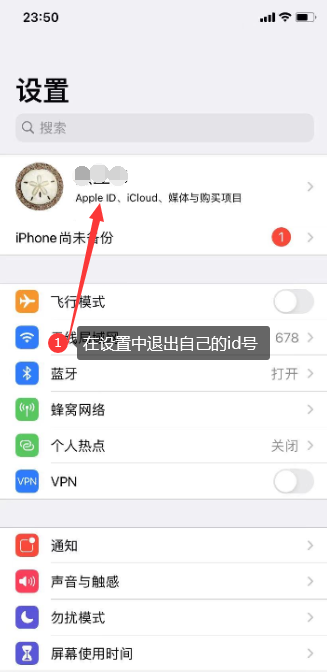 23:50
设置
搜索
Apple ID、iCloud、媒体与购买项目
iPhone尚未备份
1
飞行模式
1
在设置中退出自己的id号
678
蓝牙
打开
蜂窝网络
个人热点
关闭
VPN
VPN
通知
声音与触感
勿扰模式
屏幕使用时间